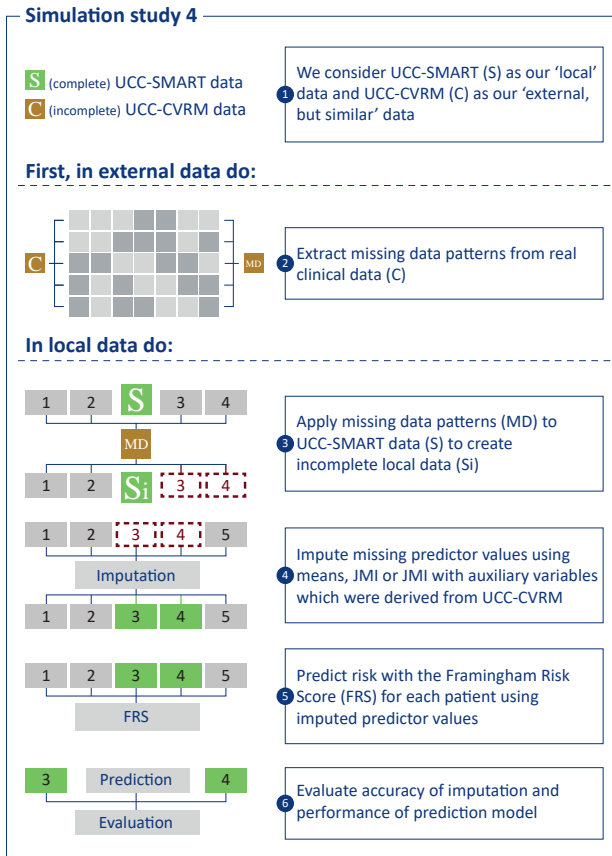 Simulation study 4
S (complete) UCC-SMART data
C (incomplete) UCC-CVRM data
1
We consider UCC-SMART (S) as our ‘local’
data and UCC-CVRM (C) as our ‘external,
but similar’ data
First, in external data do:
C
MD
2
Extract missing data patterns from real
clinical data (C)
In local data do:
1 2 S 3 4
MD
1 2 Si 3 4
3
Apply missing data patterns (MD) to
UCC-SMART data (S) to create
incomplete local data (Si)
1 2 3 4 5
Imputation
1 2 3 4 5
4
Impute missing predictor values using
means, JMI or JMI with auxiliary variables
which were derived from UCC-CVRM
1 2 3 4 5
FRS
5
Predict risk with the Framingham Risk
Score (FRS) for each patient using
imputed predictor values
3 Prediction 4
Evaluation
6
Evaluate accuracy of imputation and
performance of prediction model